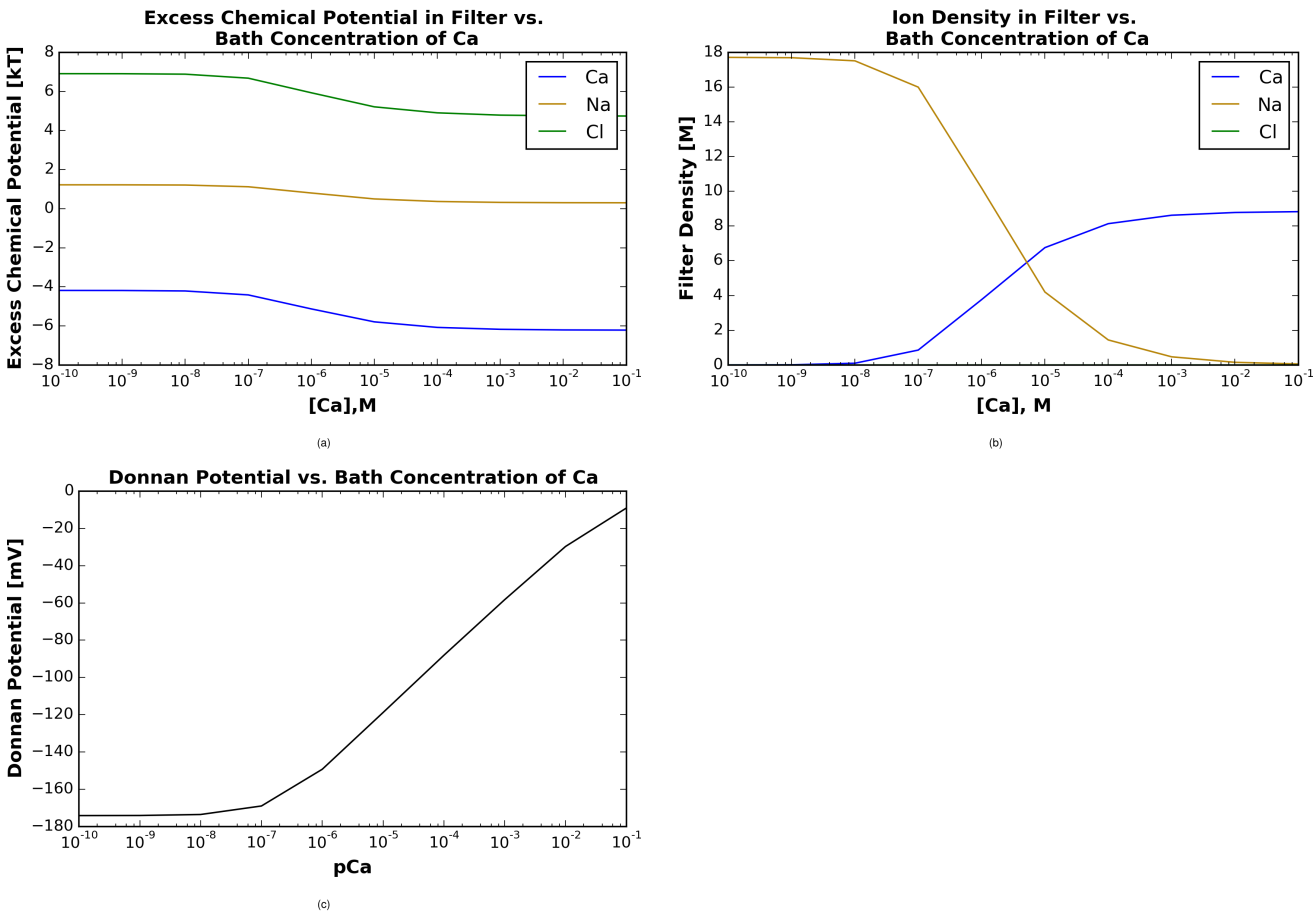 Excess Chemical Potential in Filter vs.
Bath Concentration of Ca
Excess Chemical Potential [kT]
8
6
4
2
0
−2
−4
−6
−8
Ca
Na
Cl
10^-10 10^-9 10^-8 10^-7 10^-6 10^-5 10^-4 10^-3 10^-2 10^-1
[Ca],M
(a)
Ion Density in Filter vs.
Bath Concentration of Ca
Filter Density [M]
18
16
14
12
10
8
6
4
2
0
Ca
Na
Cl
10^-10 10^-9 10^-8 10^-7 10^-6 10^-5 10^-4 10^-3 10^-2 10^-1
[Ca], M
(b)
Donnan Potential vs. Bath Concentration of Ca
Donnan Potential [mV]
0
−20
−40
−60
−80
−100
−120
−140
−160
−180
10^-10 10^-9 10^-8 10^-7 10^-6 10^-5 10^-4 10^-3 10^-2 10^-1
pCa
(c)